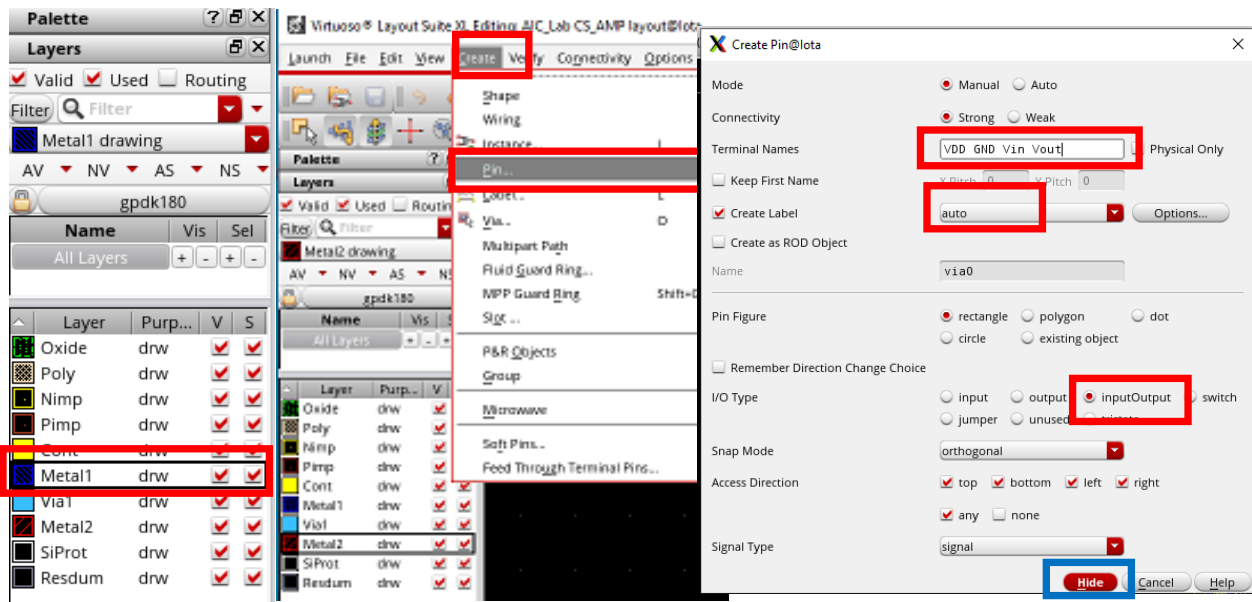 Palette
Layers
Valid Used Routing
Filter Filter
Metal1 drawing
AV NV AS NS
gpdk180
Name Vis Sel
All Layers + - + -
Layer Purp... V S
Oxide drw
Poly drw
Nimp drw
Pimp drw
Cont drw
Metal1 drw
Via1 drw
Metal2 drw
SiProt drw
Resdum drw
Virtuoso® Layout Suite XL Editing: AIC_Lab CS_AMP layout@Iota
Launch File Edit View Create Verify Connectivity Options
Shape
Wiring
Instance... I
Pin...
Label... L
Via... O
Multipart Path
Fluid Guard Ring...
MPP Guard Ring Shift+G
Slot ...
P&R Objects
Group
Microwave
Soft Pins...
Feed Through Terminal Pins...
Palette ?
Layers
Valid Used Routin
Filter Filter
Metal2 drawing
AV NV AS NS
gpdk180
Name Vis
All Layers + -
Layer Purp... V
Oxide drw
Poly drw
Nimp drw
Pimp drw
Cont drw
Metal1 drw
Via1 drw
Metal2 drw
SiProt drw
Resdum drw
Create Pin@Iota
Mode Manual Auto
Connectivity Strong Weak
Terminal Names VDD GND Vin Vout Physical Only
Keep First Name X Pitch 0 Y Pitch 0
Create Label auto Options...
Create as ROD Object
Name via0
Pin Figure rectangle polygon dot
circle existing object
Remember Direction Change Choice
I/O Type input output inputOutput switch
jumper unused tristate
Snap Mode orthogonal
Access Direction top bottom left right
any none
Signal Type signal
Hide Cancel Help